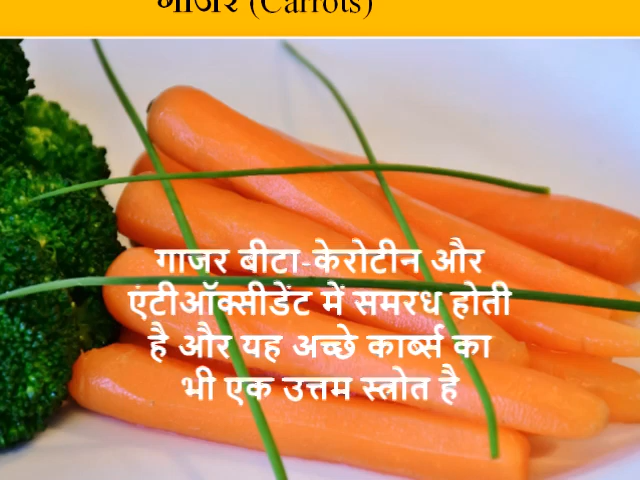 गाजर (Carrots)
गाजर बीटा-केरोटीन और
एंटीऑक्सीडेंट में समरध होती
है और यह अच्छे कार्ब्स का
भी एक उत्तम स्त्रोत है